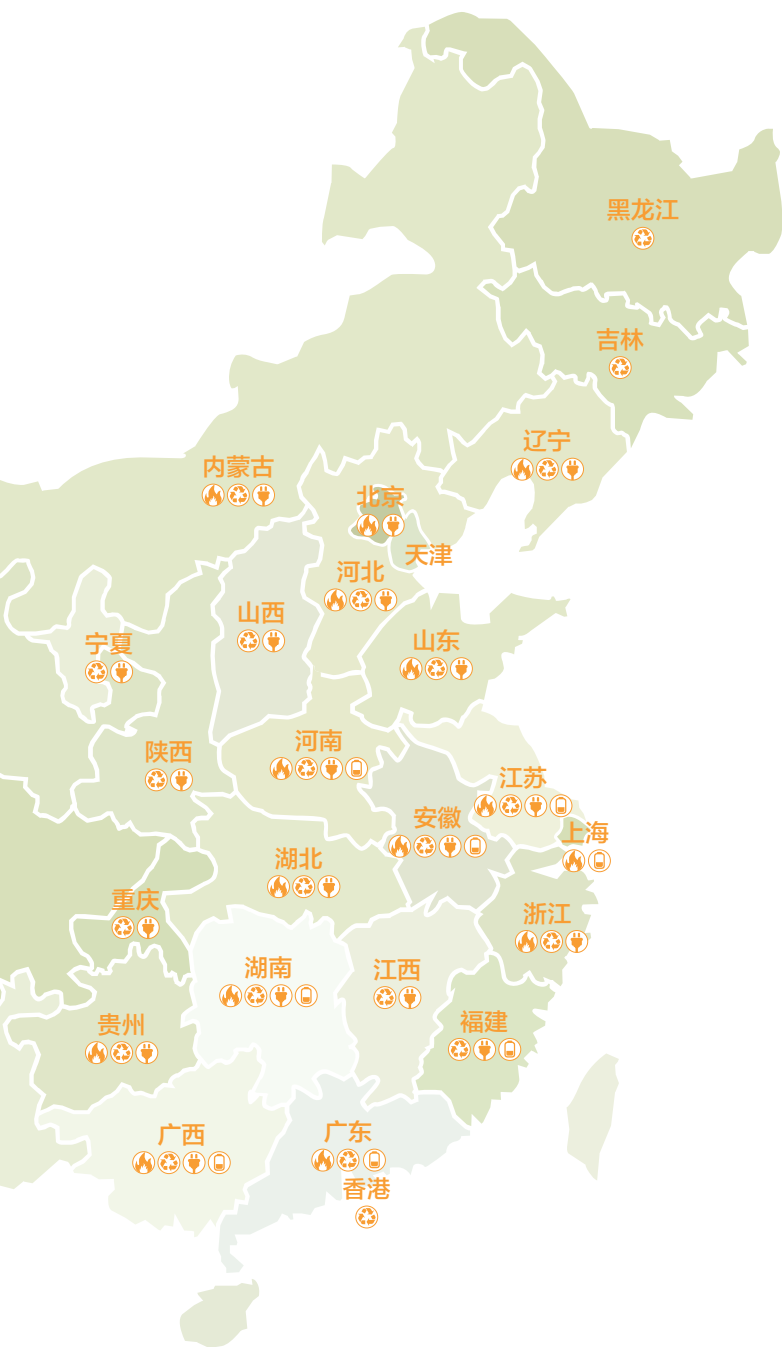 黑龙江
吉林
辽宁
内蒙古
北京
天津
河北
山西
山东
宁夏
河南
陕西
江苏
安徽
上海
湖北
重庆
浙江
湖南
江西
福建
贵州
广西
广东
香港